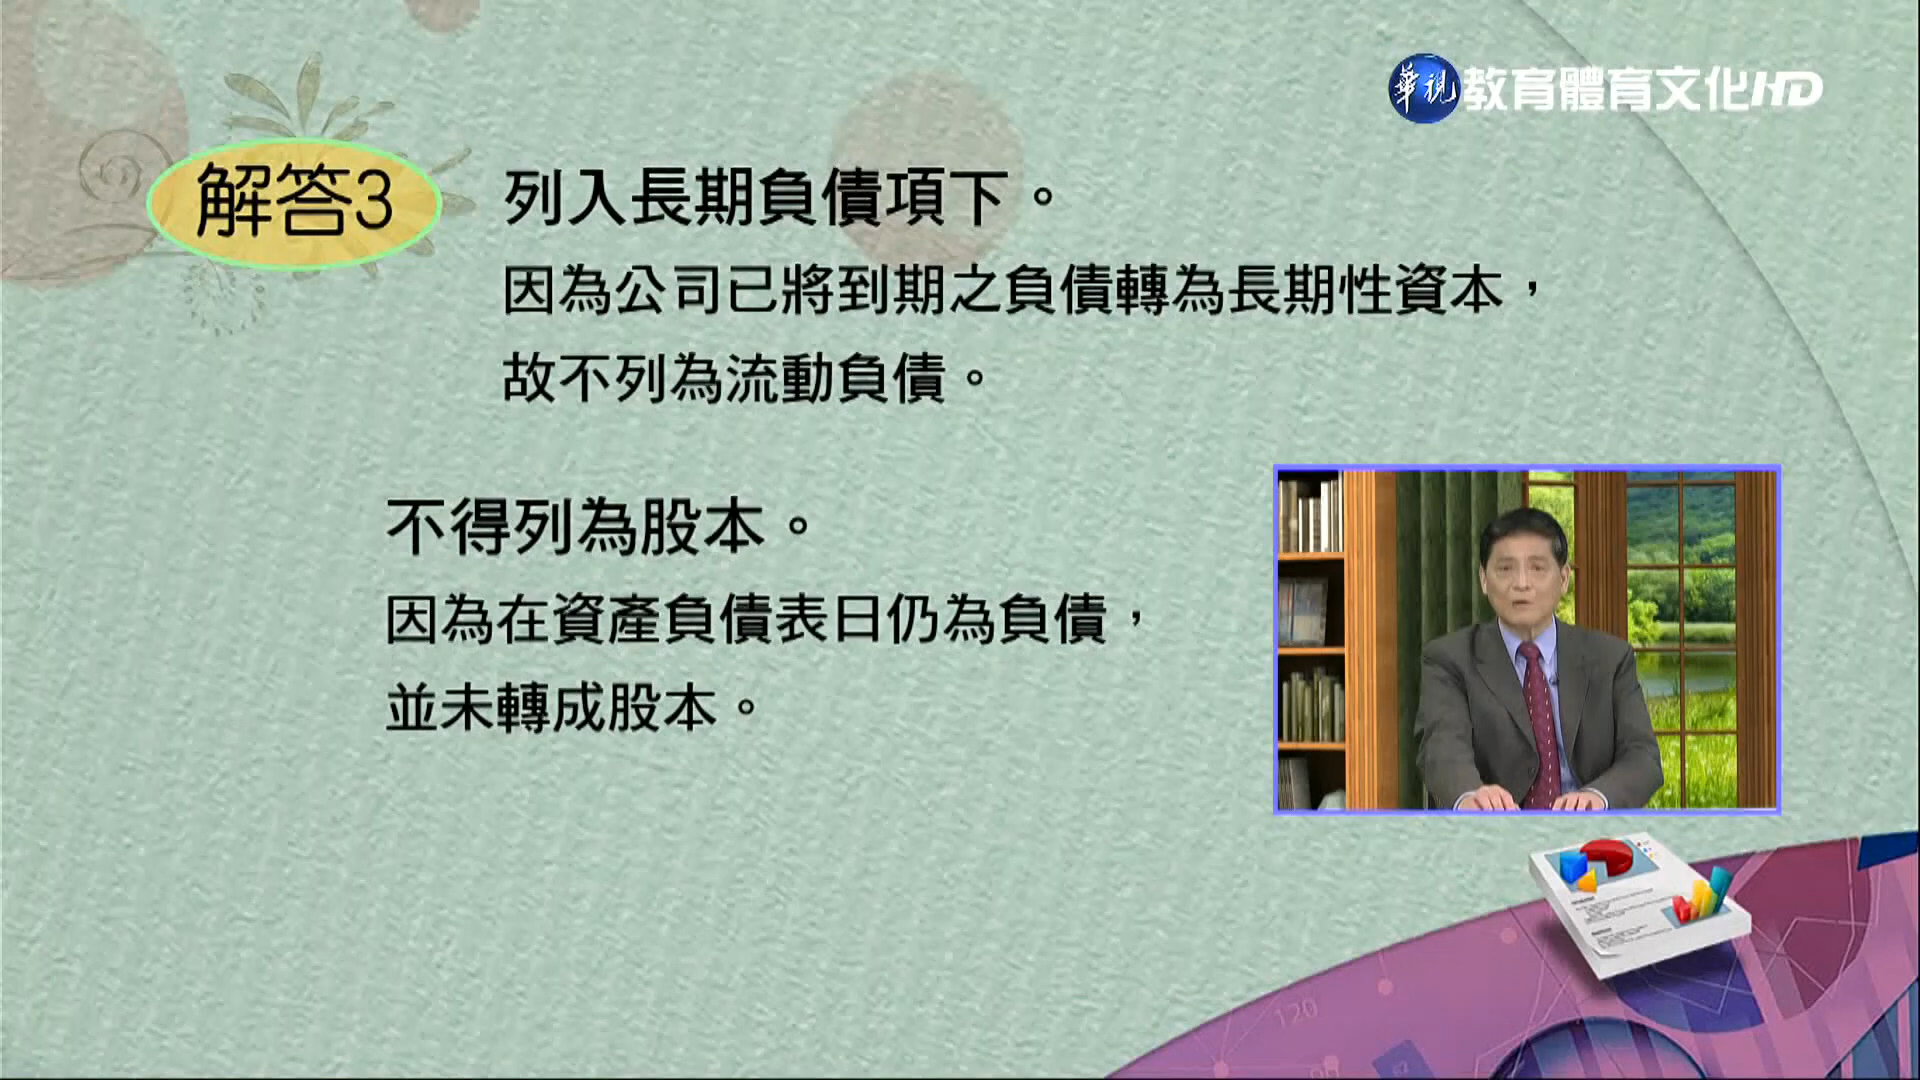 華視 教育體育文化HD
解答3
列入長期負債項下。
因為公司已將到期之負債轉為長期性資本，
故不列為流動負債。
不得列為股本。
因為在資產負債表日仍為負債，
並未轉成股本。
120